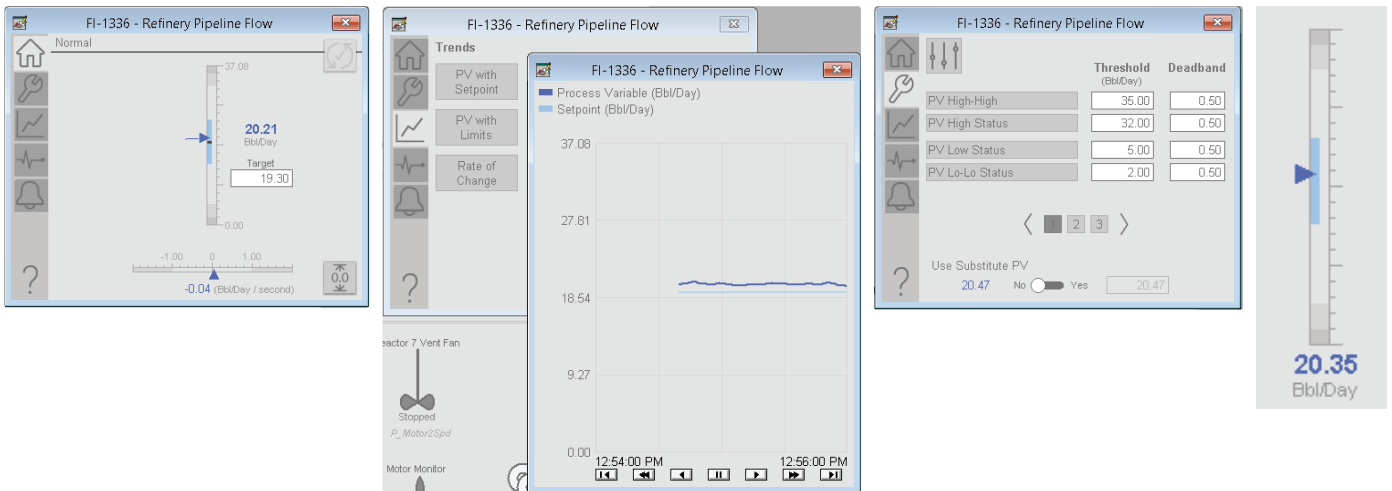 FI-1336 - Refinery Pipeline Flow
Normal
37.08
20.21
Bbl/Day
Target
19.30
0.00
-1.00 0 1.00
-0.04 (Bbl/Day / second)
0.0
?
FI-1336 - Refinery Pipeline Flow
Trends
PV with
Setpoint
PV with
Limits
Rate of
Change
?
eactor 7 Vent Fan
Stopped
P_Motor2Spd
Motor Monitor
FI-1336 - Refinery Pipeline Flow
Process Variable (Bbl/Day)
Setpoint (Bbl/Day)
37.08
27.81
18.54
9.27
0.00
12:54:00 PM 12:56:00 PM
FI-1336 - Refinery Pipeline Flow
Threshold Deadband
(Bbl/Day)
PV High-High 35.00 0.50
PV High Status 32.00 0.50
PV Low Status 5.00 0.50
PV Lo-Lo Status 2.00 0.50
1 2 3
Use Substitute PV
20.47 No Yes 20.47
?
20.35
Bbl/Day